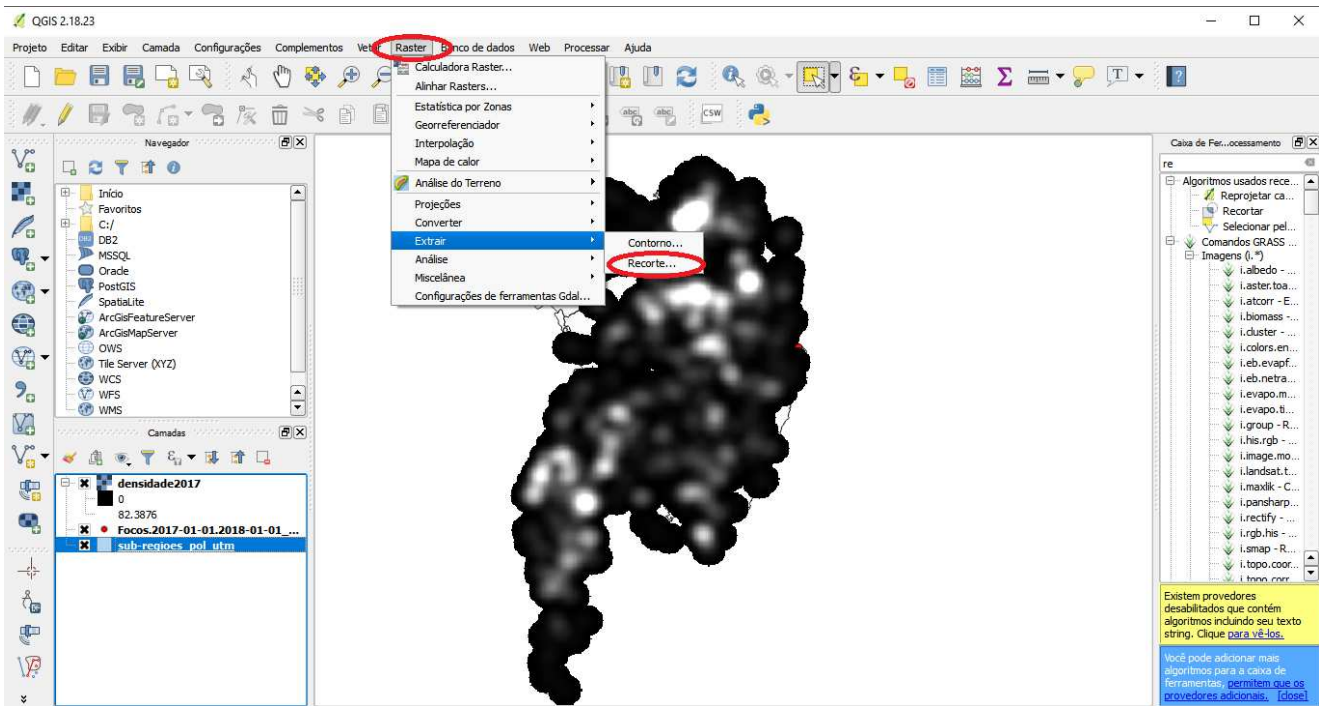 QGIS 2.18.23
Projeto Editar Exibir Camada Configurações Complementos Vetor Raster Banco de dados Web Processar Ajuda
Calculadora Raster...
Alinhar Rasters...
Estatística por Zonas
Georreferenciador
Interpolação
Mapa de calor
Análise do Terreno
Projeções
Converter
Extrair
Análise
Miscelânea
Configurações de ferramentas Gdal...
Contorno...
Recorte...
abc
abc
CSW
T
Navegador
Início
Favoritos
C:/
DB2
MSSQL
Oracle
PostGIS
SpatiaLite
ArcGisFeatureServer
ArcGisMapServer
OWS
Tile Server (XYZ)
WCS
WFS
WMS
Camadas
densidade2017
0
82.3876
Focos.2017-01-01.2018-01-01_...
sub-regioes_pol_utm
Caixa de Fer...ocessamento
re
Algoritmos usados rece...
Reprojetar ca...
Recortar
Selecionar pel...
Comandos GRASS ...
Imagens (i.*)
i.albedo - ...
i.aster.toa...
i.atcorr - E...
i.biomass -...
i.cluster - ...
i.colors.en...
i.eb.evapf...
i.eb.netra...
i.evapo.m...
i.evapo.ti...
i.group - R...
i.his.rgb - ...
i.image.mo...
i.landsat.t...
i.maxlik - C...
i.pansharp...
i.rectify - ...
i.rgb.his - ...
i.smap - R...
i.topo.coor...
i.topo.corr
Existem provedores
desabilitados que contém
algoritmos incluindo seu texto
string. Clique para vê-los.
Você pode adicionar mais
algoritmos para a caixa de
ferramentas, permitem que os
provedores adicionais. [close]